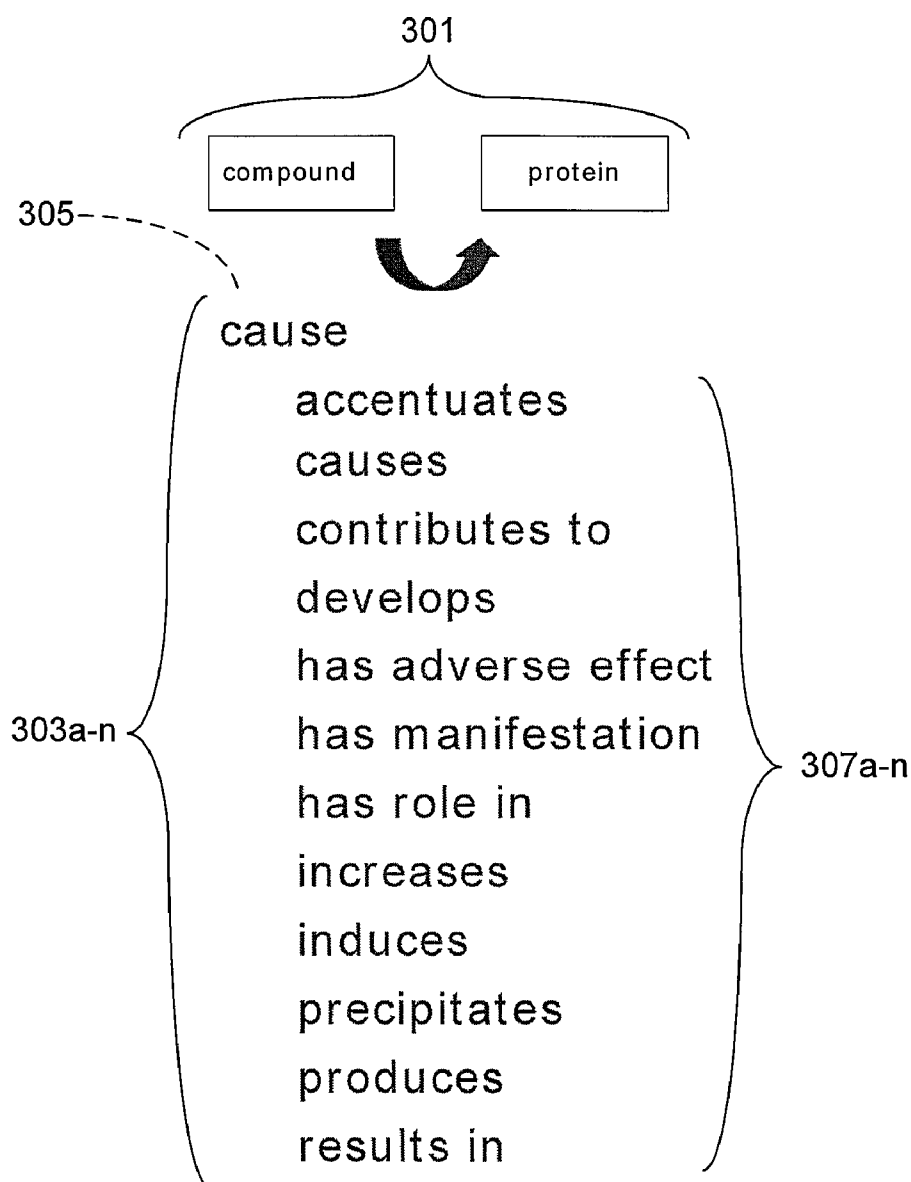 301
compound protein
305
cause
accentuates
causes
contributes to
develops
has adverse effect
303a-n has manifestation
307a-n
has role in
increases
induces
precipitates
produces
results in